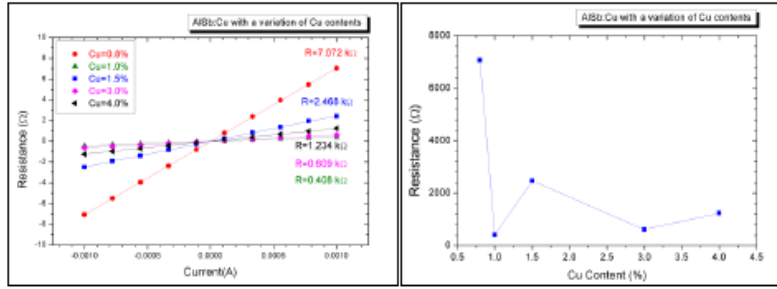 AlSb:Cu with a variation of Cu contents
Cu=0.8%
Cu=1.0%
Cu=1.5%
Cu=3.0%
Cu=4.0%
R=7.072 kΩ
R=2.468 kΩ
R=1.234 kΩ
R=0.609 kΩ
R=0.408 kΩ
Resistance (Ω)
10
8
6
4
2
0
-2
-4
-6
-8
-10
-0.0010 -0.0005 0.0000 0.0005 0.0010
Current(A)
AlSb:Cu with a variation of Cu contents
Resistance (Ω)
8000
6000
4000
2000
0
0.5 1.0 1.5 2.0 2.5 3.0 3.5 4.0 4.5
Cu Content (%)